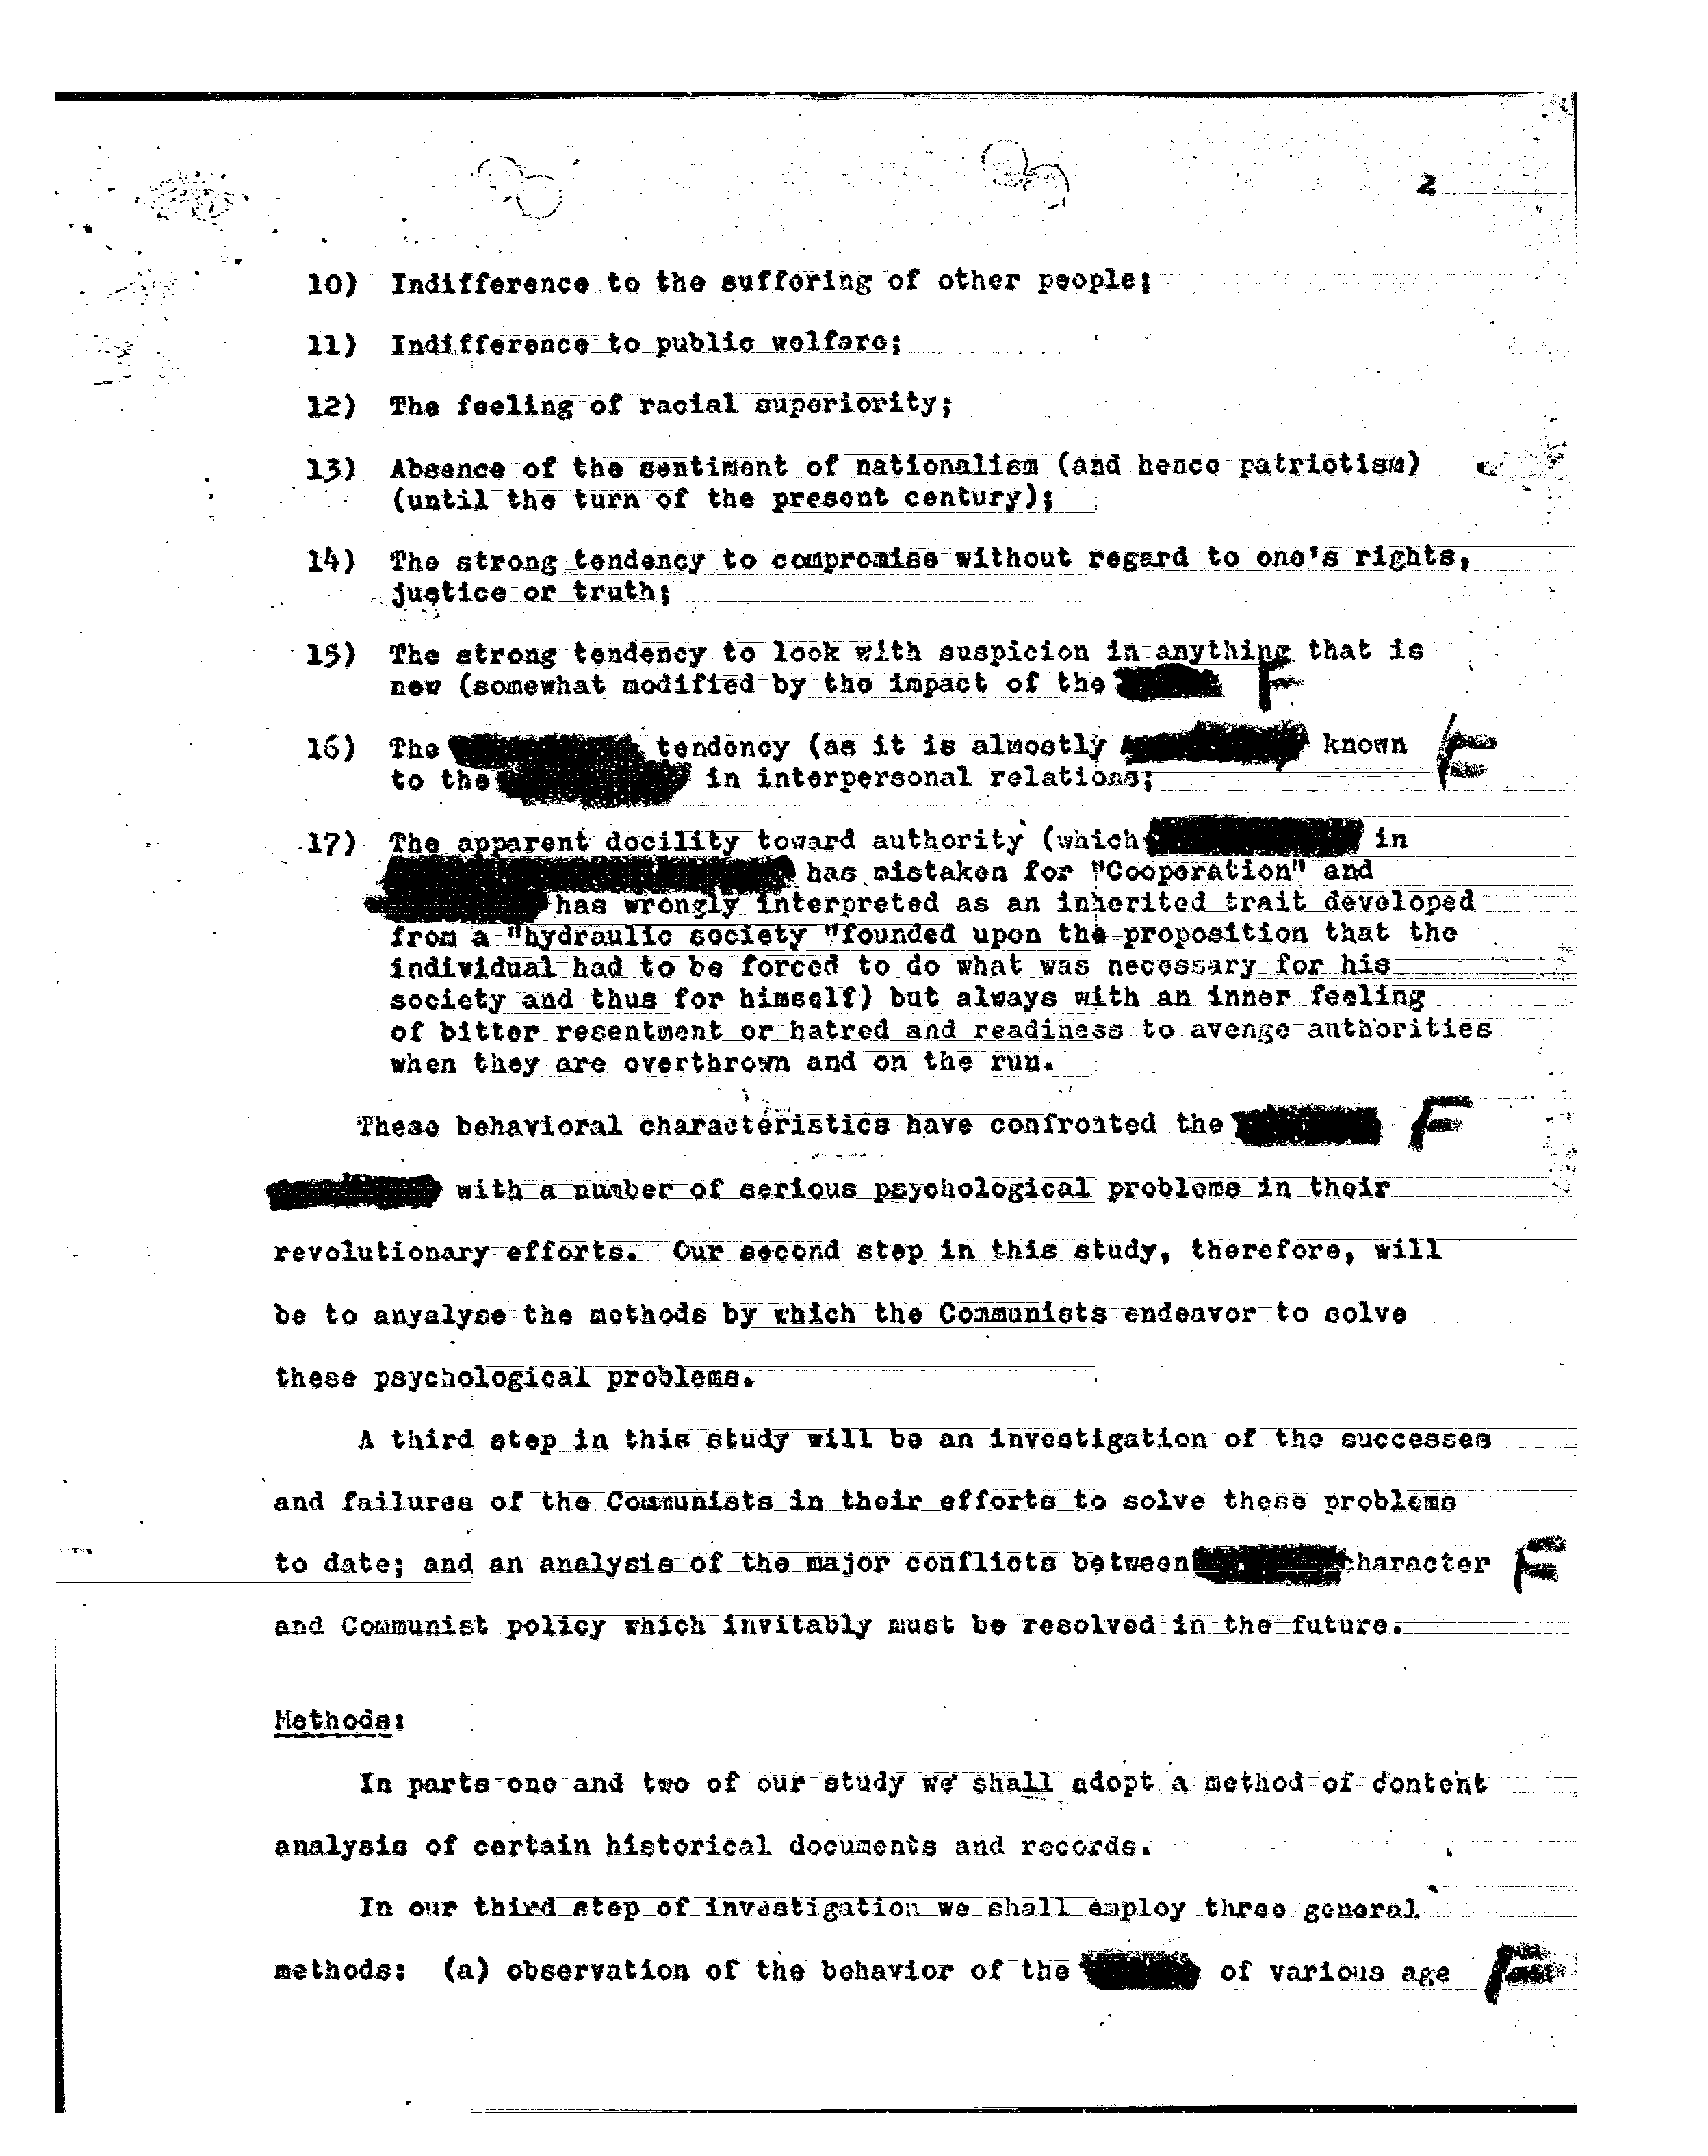 2
10) Indifference to the suffering of other people;
11) Indifference to public welfare;
12) The feeling of racial superiority;
13) Absence of the sentiment of nationalism (and hence patriotism)
(until the turn of the present century);
14) The strong tendency to compromise without regard to one's rights,
justice or truth;
15) The strong tendency to look with suspicion in anything that is
new (somewhat modified by the impact of the F
16) The tendency (as it is almostly known F
to the in interpersonal relations;
17) The apparent docility toward authority (which in
has mistaken for "Cooperation" and
has wrongly interpreted as an inherited trait developed
from a "hydraulic society "founded upon the proposition that the
individual had to be forced to do what was necessary for his
society and thus for himself) but always with an inner feeling
of bitter resentment or hatred and readiness to avenge authorities
when they are overthrown and on the run.
These behavioral characteristics have confronted the F
with a number of serious psychological problems in their
revolutionary efforts. Our second step in this study, therefore, will
be to anyalyse the methods by which the Communists endeavor to solve
these psychological problems.
A third step in this study will be an investigation of the successes
and failures of the Communists in their efforts to solve these problems
to date; and an analysis of the major conflicts between character F
and Communist policy which invitably must be resolved in the future.
Methods:
In parts one and two of our study we shall adopt a method of content
analysis of certain historical documents and records.
In our third step of investigation we shall employ three general
methods: (a) observation of the behavior of the of various age F